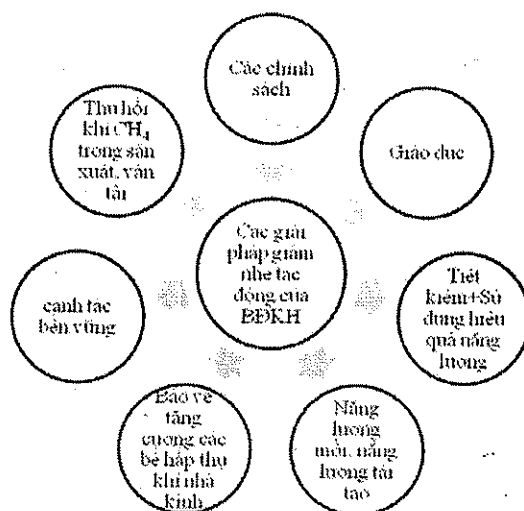 Các chính
sách
Giáo dục
Tiết
kiệm+Sử
dụng hiệu
quả năng
lượng
Năng
lượng
mới, năng
lượng tái
tạo
Bảo vệ
tăng
cường các
bể hấp thụ
khí nhà
kính
canh tác
bền vững
Thu hồi
khí CH₄
trong sản
xuất, vận
tải
Các giải
pháp giảm
nhẹ tác
động của
BĐKH